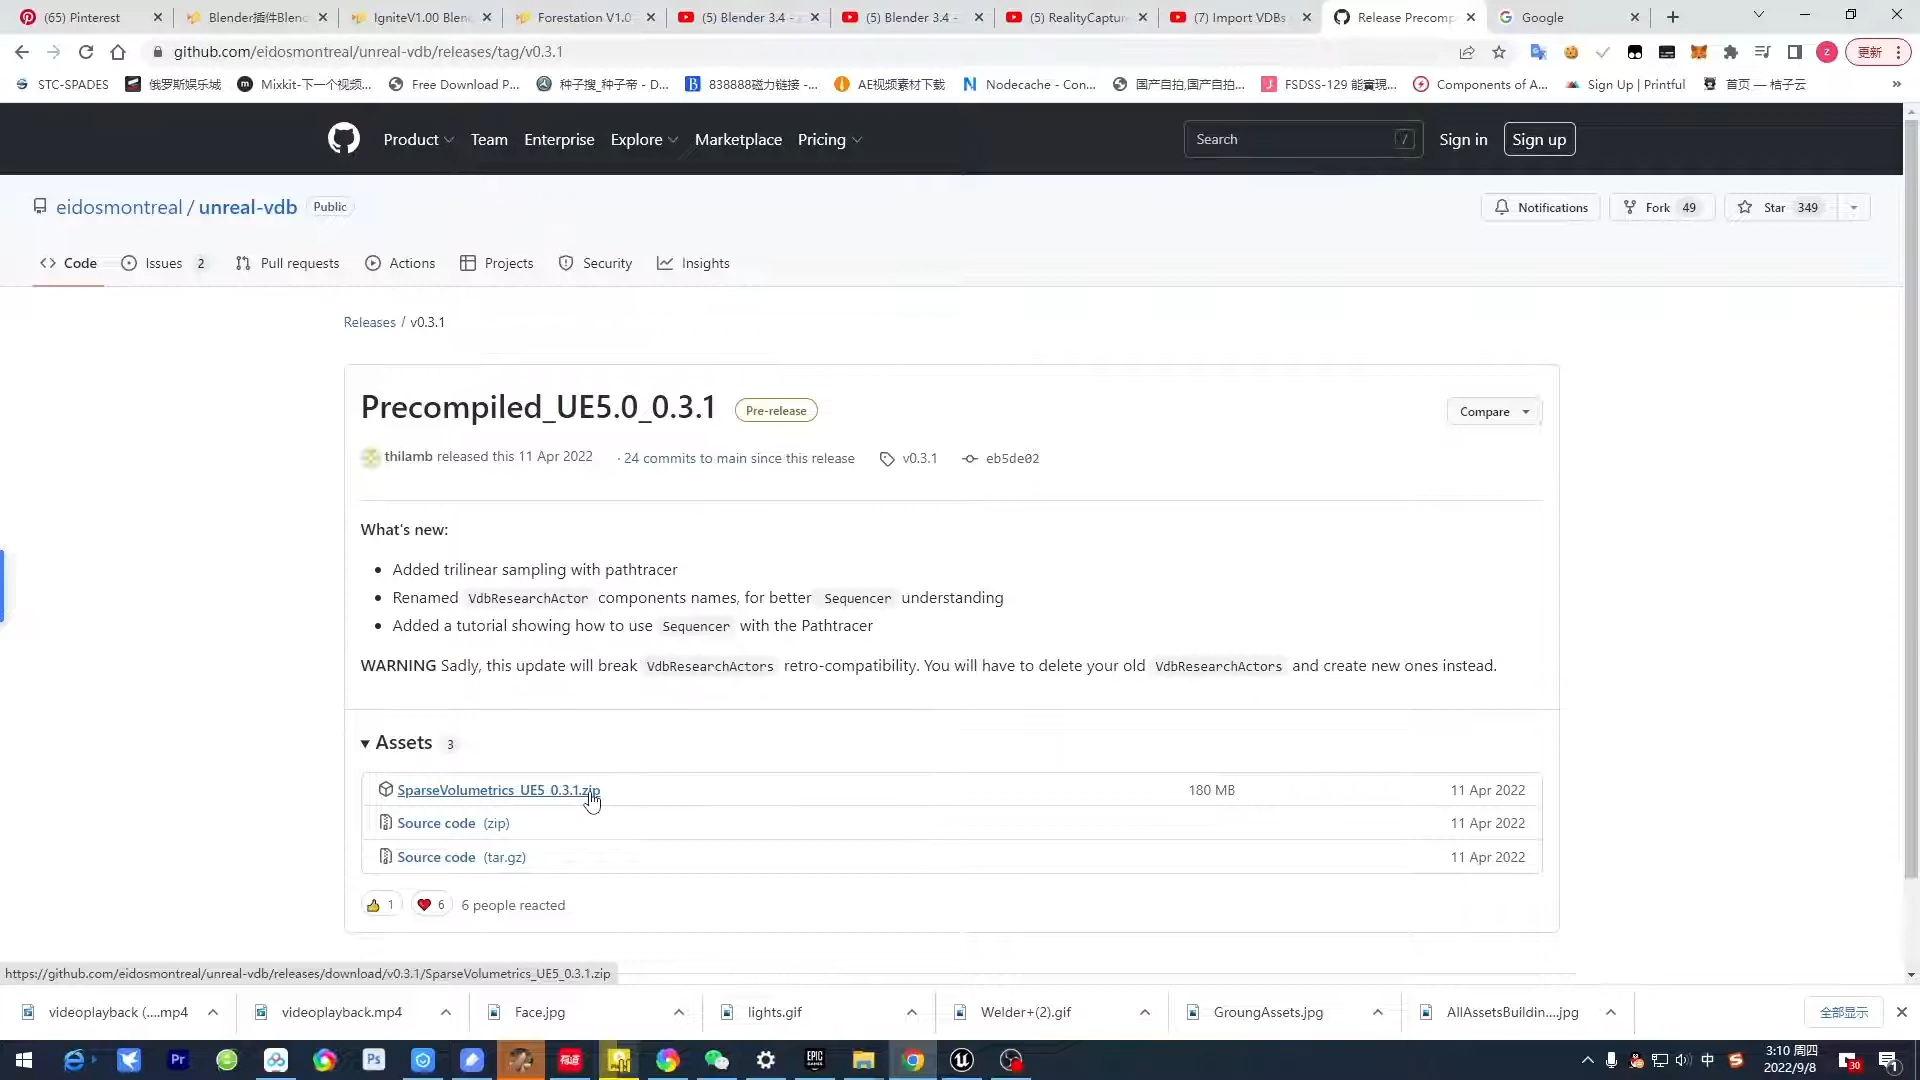 (65) Pinterest
Blender插件Blenc
IgniteV1.00 Blen
Forestation V1.0
(5) Blender 3.4 -
(5) Blender 3.4 -
(5) RealityCapture
(7) Import VDBs
Release Precomp
Google
github.com/eidosmontreal/unreal-vdb/releases/tag/v0.3.1
Z
更新
STC-SPADES
俄罗斯娱乐城
Mixkit-下一个视频...
Free Download P...
种子搜_种子帝 - D...
838888磁力链接 -...
AE视频素材下载
Nodecache - Con...
国产自拍,国产自拍...
FSDSS-129 能實現...
Components of A...
Sign Up | Printful
首页 — 桔子云
»
Product
Team
Enterprise
Explore
Marketplace
Pricing
Search
/
Sign in
Sign up
eidosmontreal / unreal-vdb
Public
Notifications
Fork 49
Star 349
Code
Issues 2
Pull requests
Actions
Projects
Security
Insights
Releases / v0.3.1
Precompiled_UE5.0_0.3.1
Pre-release
Compare
thilamb released this 11 Apr 2022
· 24 commits to main since this release
v0.3.1
eb5de02
What's new:
• Added trilinear sampling with pathtracer
• Renamed VdbResearchActor components names, for better Sequencer understanding
• Added a tutorial showing how to use Sequencer with the Pathtracer
WARNING Sadly, this update will break VdbResearchActors retro-compatibility. You will have to delete your old VdbResearchActors and create new ones instead.
Assets 3
SparseVolumetrics_UE5_0.3.1.zip
180 MB
11 Apr 2022
Source code (zip)
11 Apr 2022
Source code (tar.gz)
11 Apr 2022
1
6
6 people reacted
https://github.com/eidosmontreal/unreal-vdb/releases/download/v0.3.1/SparseVolumetrics_UE5_0.3.1.zip
videoplayback (....mp4
videoplayback.mp4
Face.jpg
lights.gif
Welder+(2).gif
GroungAssets.jpg
AllAssetsBuildin....jpg
全部显示
Pr
Ps
EPIC
中
3:10 周四
2022/9/8
30
1